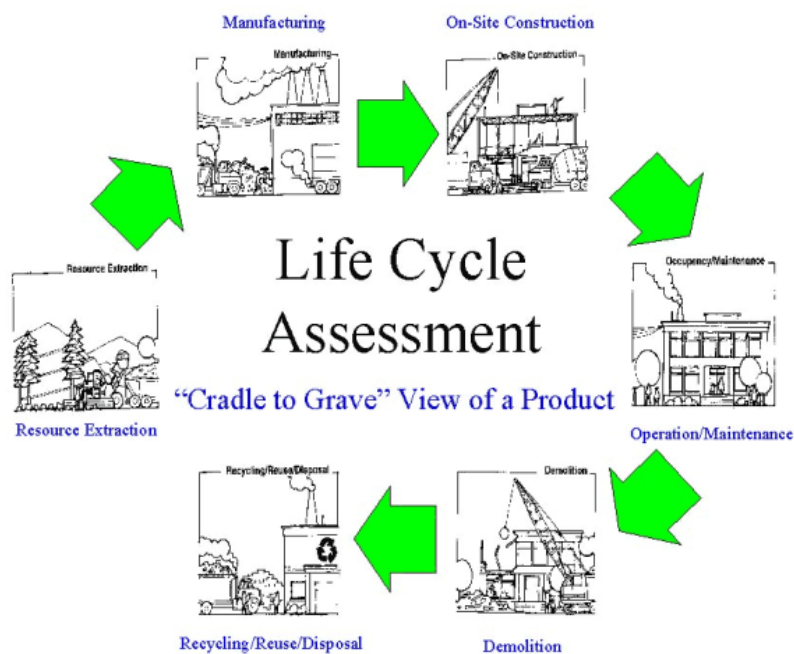 Manufacturing
On-Site Construction
Manufacturing
On-Site Construction
Life Cycle
Assessment
“Cradle to Grave” View of a Product
Resource Extraction
Resource Extraction
Occupency/Maintenance
Operation/Maintenance
Recycling/Reuse/Disposal
Demolition
Recycling/Reuse/Disposal
Demolition